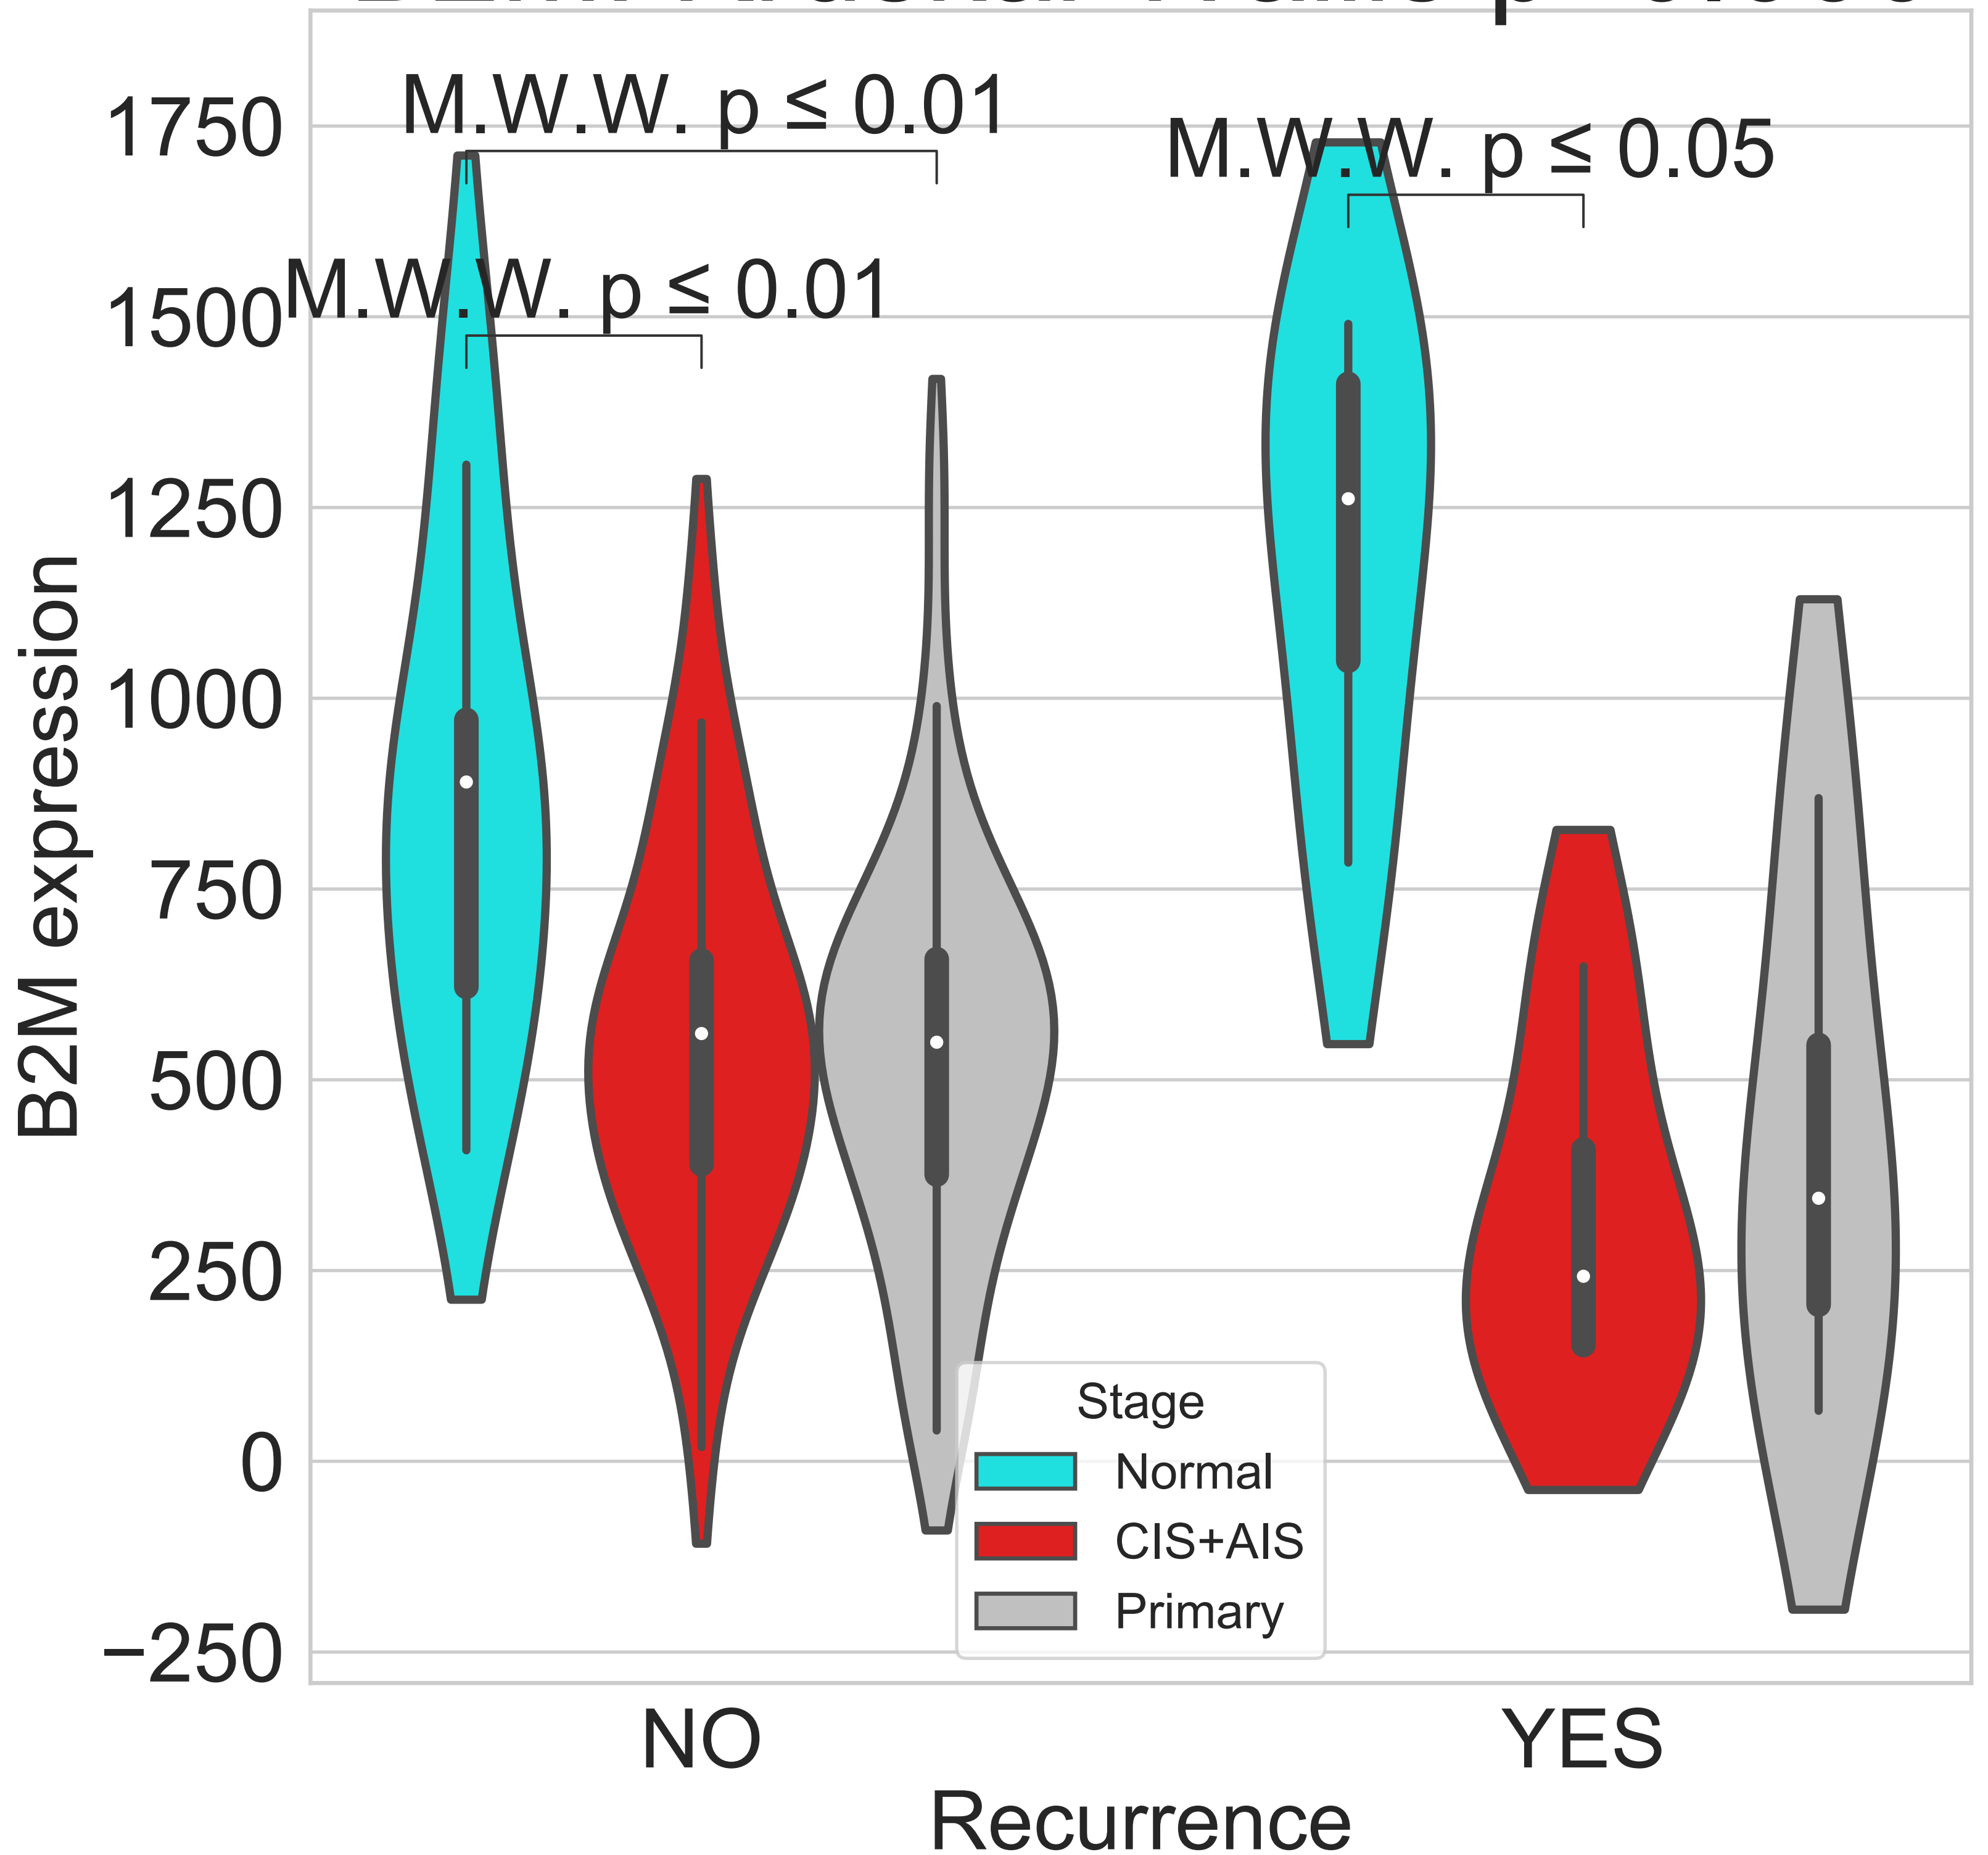 M.W.W. p ≤ 0.01
M.W.W. p ≤ 0.05
M.W.W. p ≤ 0.01
1750
1500
1250
1000
750
500
250
0
−250
B2M expression
Stage
Normal
CIS+AIS
Primary
NO
YES
Recurrence